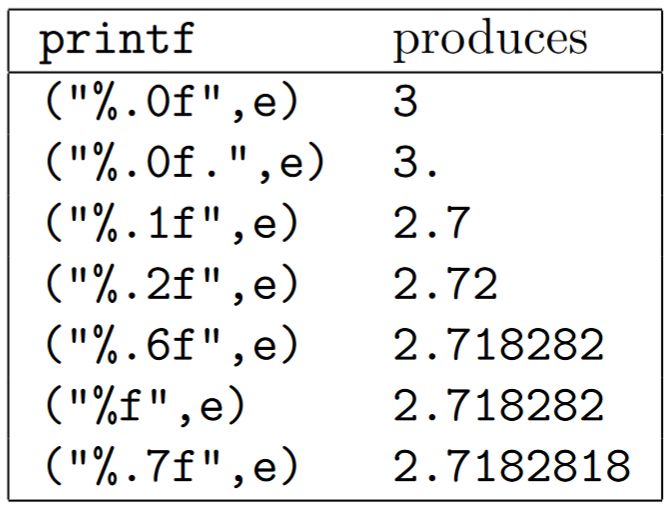 printf produces
("%.0f",e) 3
("%.0f.",e) 3.
("%.1f",e) 2.7
("%.2f",e) 2.72
("%.6f",e) 2.718282
("%f",e) 2.718282
("%.7f",e) 2.7182818